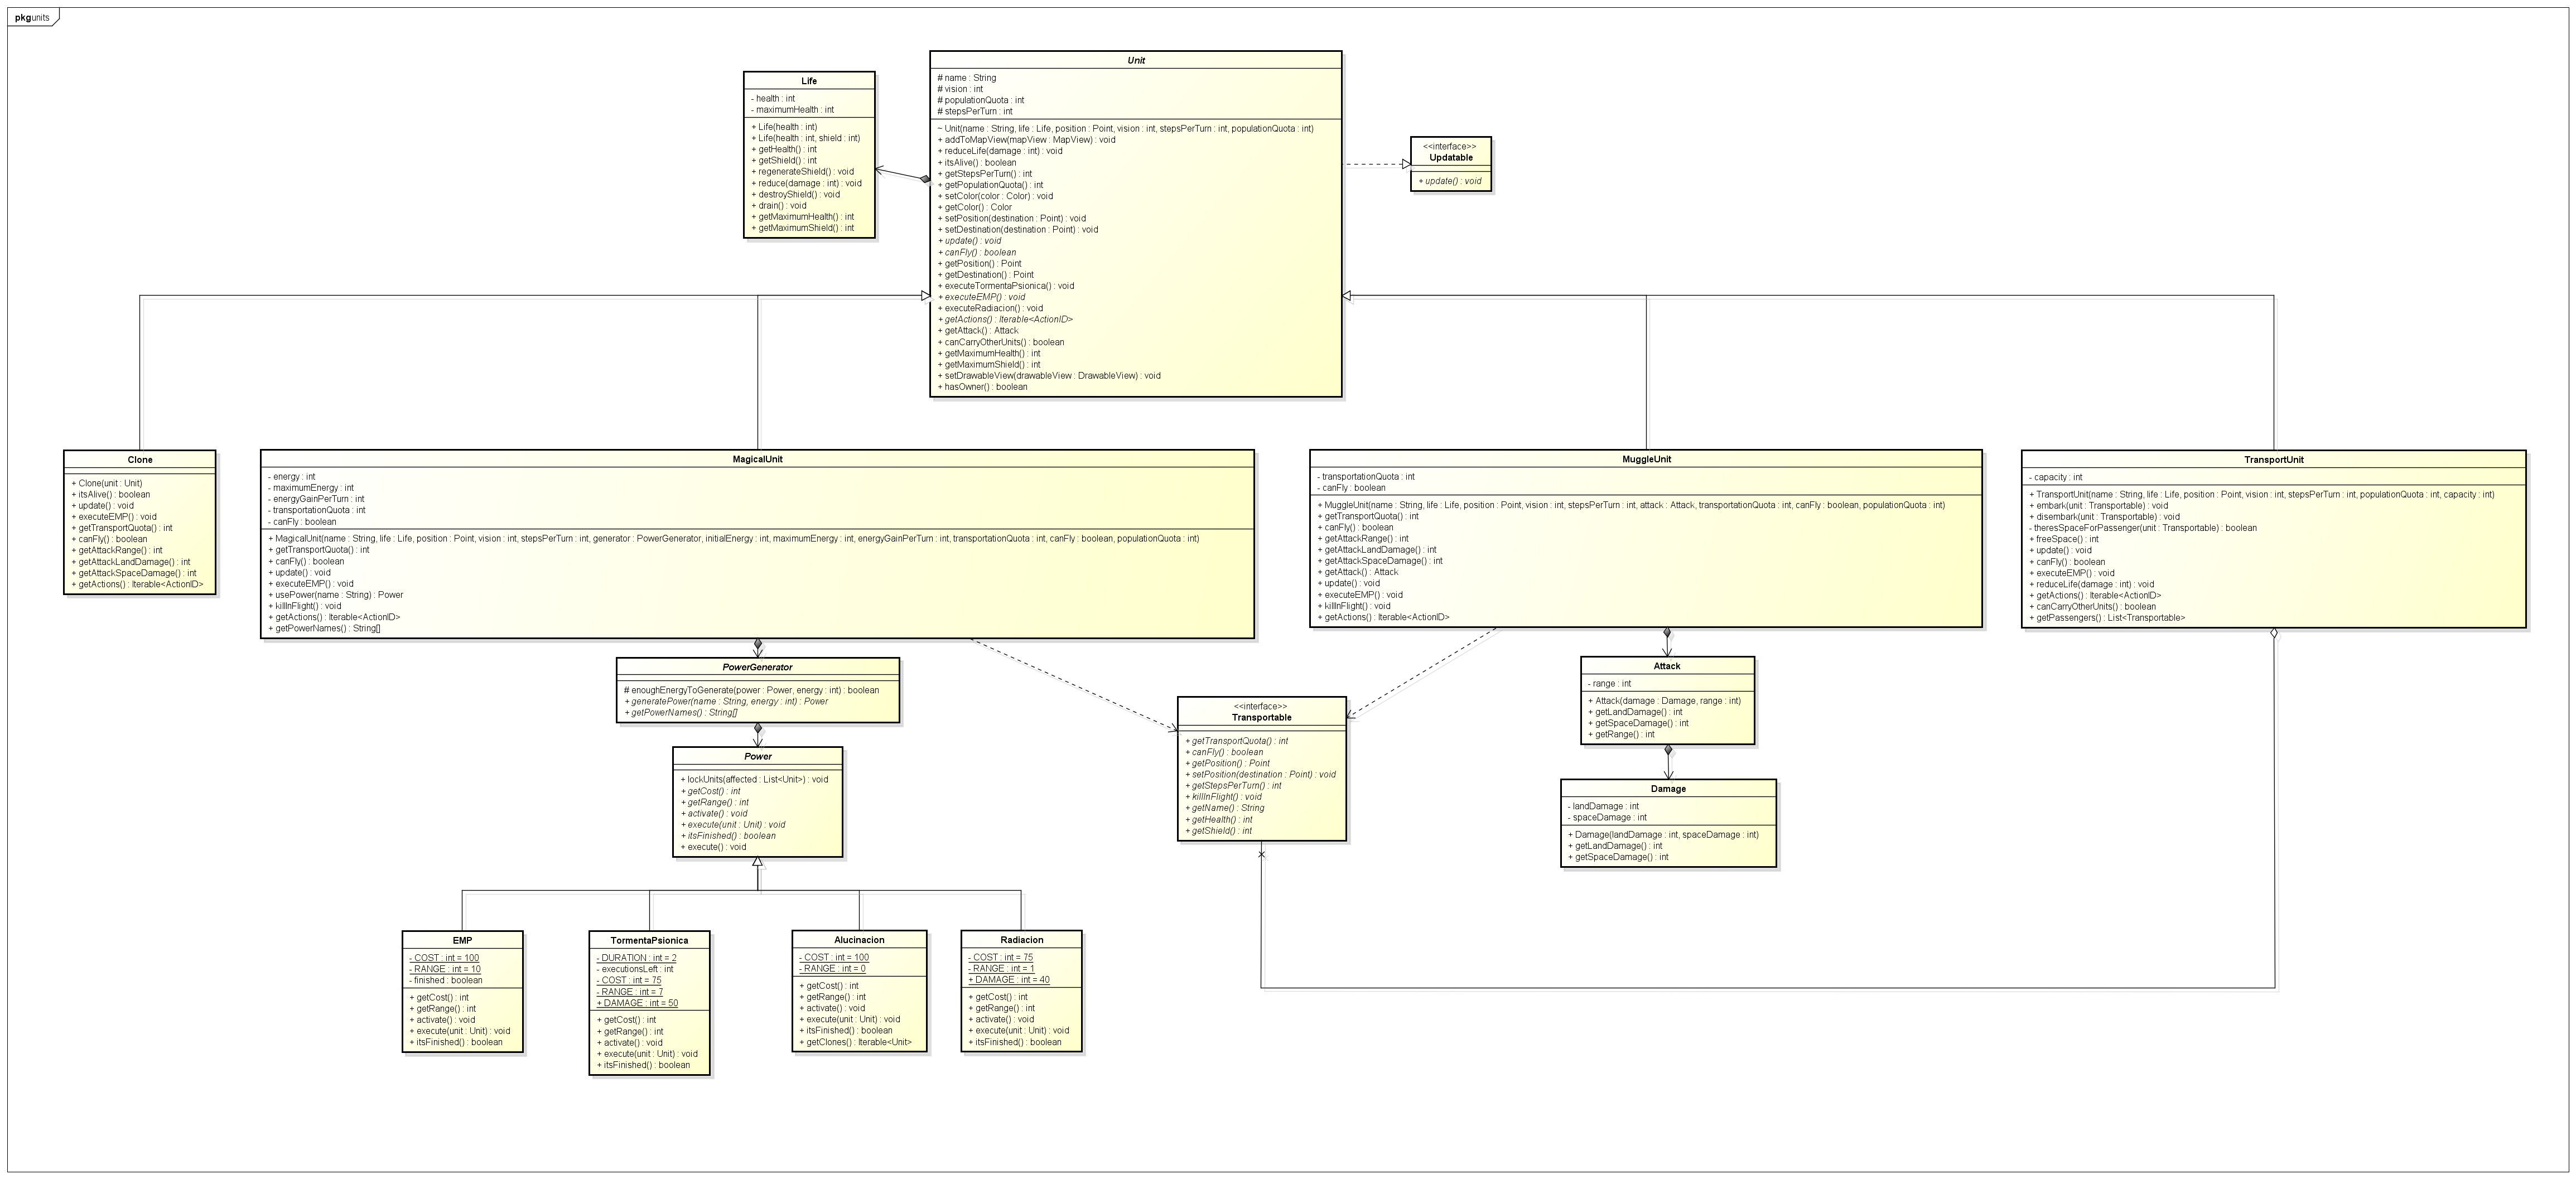 pkg units
Life
- health : int
- maximumHealth : int
+ Life(health : int)
+ Life(health : int, shield : int)
+ getHealth() : int
+ getShield() : int
+ regenerateShield() : void
+ reduce(damage : int) : void
+ destroyShield() : void
+ drain() : void
+ getMaximumHealth() : int
+ getMaximumShield() : int
Unit
# name : String
# vision : int
# populationQuota : int
# stepsPerTurn : int
~ Unit(name : String, life : Life, position : Point, vision : int, stepsPerTurn : int, populationQuota : int)
+ addToMapView(mapView : MapView) : void
+ reduceLife(damage : int) : void
+ itsAlive() : boolean
+ getStepsPerTurn() : int
+ getPopulationQuota() : int
+ setColor(color : Color) : void
+ getColor() : Color
+ setPosition(destination : Point) : void
+ setDestination(destination : Point) : void
+ update() : void
+ canFly() : boolean
+ getPosition() : Point
+ getDestination() : Point
+ executeTormentaPsionica() : void
+ executeEMP() : void
+ executeRadiacion() : void
+ getActions() : Iterable<ActionID>
+ getAttack() : Attack
+ canCarryOtherUnits() : boolean
+ getMaximumHealth() : int
+ getMaximumShield() : int
+ setDrawableView(drawableView : DrawableView) : void
+ hasOwner() : boolean
<<interface>>
Updatable
+ update() : void
Clone
+ Clone(unit : Unit)
+ itsAlive() : boolean
+ update() : void
+ executeEMP() : void
+ getTransportQuota() : int
+ canFly() : boolean
+ getAttackRange() : int
+ getAttackLandDamage() : int
+ getAttackSpaceDamage() : int
+ getActions() : Iterable<ActionID>
MagicalUnit
- energy : int
- maximumEnergy : int
- energyGainPerTurn : int
- transportationQuota : int
- canFly : boolean
+ MagicalUnit(name : String, life : Life, position : Point, vision : int, stepsPerTurn : int, generator : PowerGenerator, initialEnergy : int, maximumEnergy : int, energyGainPerTurn : int, transportationQuota : int, canFly : boolean, populationQuota : int)
+ getTransportQuota() : int
+ canFly() : boolean
+ update() : void
+ executeEMP() : void
+ usePower(name : String) : Power
+ killInFlight() : void
+ getActions() : Iterable<ActionID>
+ getPowerNames() : String[]
MuggleUnit
- transportationQuota : int
- canFly : boolean
+ MuggleUnit(name : String, life : Life, position : Point, vision : int, stepsPerTurn : int, attack : Attack, transportationQuota : int, canFly : boolean, populationQuota : int)
+ getTransportQuota() : int
+ canFly() : boolean
+ getAttackRange() : int
+ getAttackLandDamage() : int
+ getAttackSpaceDamage() : int
+ getAttack() : Attack
+ update() : void
+ executeEMP() : void
+ killInFlight() : void
+ getActions() : Iterable<ActionID>
TransportUnit
- capacity : int
+ TransportUnit(name : String, life : Life, position : Point, vision : int, stepsPerTurn : int, populationQuota : int, capacity : int)
+ embark(unit : Transportable) : void
+ disembark(unit : Transportable) : void
- theresSpaceForPassenger(unit : Transportable) : boolean
+ freeSpace() : int
+ update() : void
+ canFly() : boolean
+ executeEMP() : void
+ reduceLife(damage : int) : void
+ getActions() : Iterable<ActionID>
+ canCarryOtherUnits() : boolean
+ getPassengers() : List<Transportable>
PowerGenerator
# enoughEnergyToGenerate(power : Power, energy : int) : boolean
+ generatePower(name : String, energy : int) : Power
+ getPowerNames() : String[]
Power
+ lockUnits(affected : List<Unit>) : void
+ getCost() : int
+ getRange() : int
+ activate() : void
+ execute(unit : Unit) : void
+ itsFinished() : boolean
+ execute() : void
<<interface>>
Transportable
+ getTransportQuota() : int
+ canFly() : boolean
+ getPosition() : Point
+ setPosition(destination : Point) : void
+ getStepsPerTurn() : int
+ killInFlight() : void
+ getName() : String
+ getHealth() : int
+ getShield() : int
Attack
- range : int
+ Attack(damage : Damage, range : int)
+ getLandDamage() : int
+ getSpaceDamage() : int
+ getRange() : int
Damage
- landDamage : int
- spaceDamage : int
+ Damage(landDamage : int, spaceDamage : int)
+ getLandDamage() : int
+ getSpaceDamage() : int
EMP
- COST : int = 100
- RANGE : int = 10
- finished : boolean
+ getCost() : int
+ getRange() : int
+ activate() : void
+ execute(unit : Unit) : void
+ itsFinished() : boolean
TormentaPsionica
- DURATION : int = 2
- executionsLeft : int
- COST : int = 75
- RANGE : int = 7
+ DAMAGE : int = 50
+ getCost() : int
+ getRange() : int
+ activate() : void
+ execute(unit : Unit) : void
+ itsFinished() : boolean
Alucinacion
- COST : int = 100
- RANGE : int = 0
+ getCost() : int
+ getRange() : int
+ activate() : void
+ execute(unit : Unit) : void
+ itsFinished() : boolean
+ getClones() : Iterable<Unit>
Radiacion
- COST : int = 75
- RANGE : int = 1
+ DAMAGE : int = 40
+ getCost() : int
+ getRange() : int
+ activate() : void
+ execute(unit : Unit) : void
+ itsFinished() : boolean